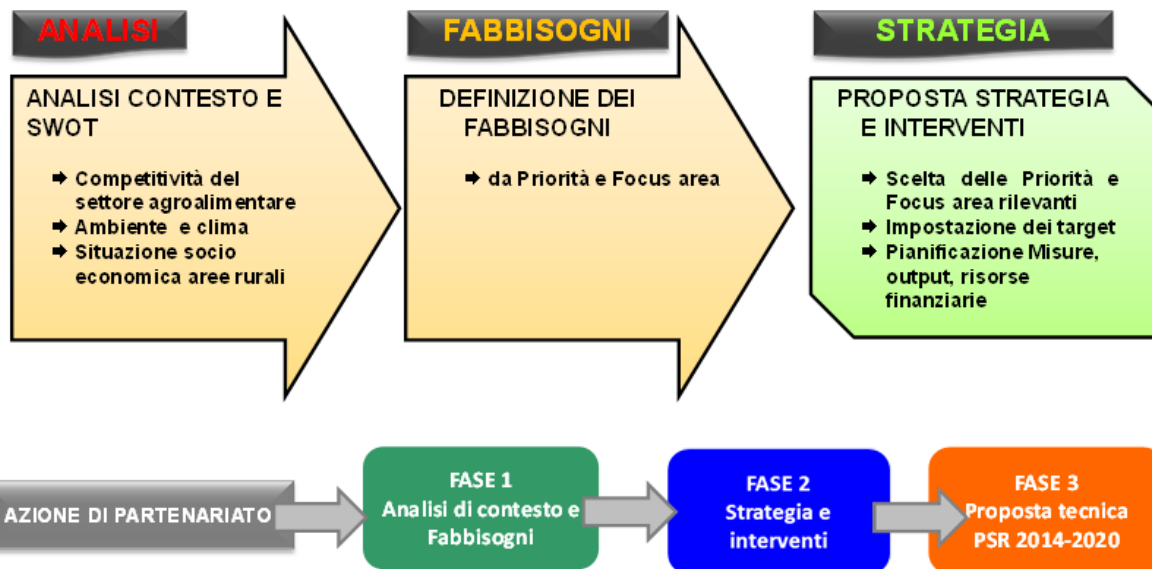 ANALISI
ANALISI CONTESTO E
SWOT
➡ Competitività del
settore agroalimentare
➡ Ambiente e clima
➡ Situazione socio
economica aree rurali
FABBISOGNI
DEFINIZIONE DEI
FABBISOGNI
➡ da Priorità e Focus area
STRATEGIA
PROPOSTA STRATEGIA
E INTERVENTI
➡ Scelta delle Priorità e
Focus area rilevanti
➡ Impostazione dei target
➡ Pianificazione Misure,
output, risorse
finanziarie
AZIONE DI PARTENARIATO
FASE 1
Analisi di contesto e
Fabbisogni
FASE 2
Strategia e
interventi
FASE 3
Proposta tecnica
PSR 2014-2020